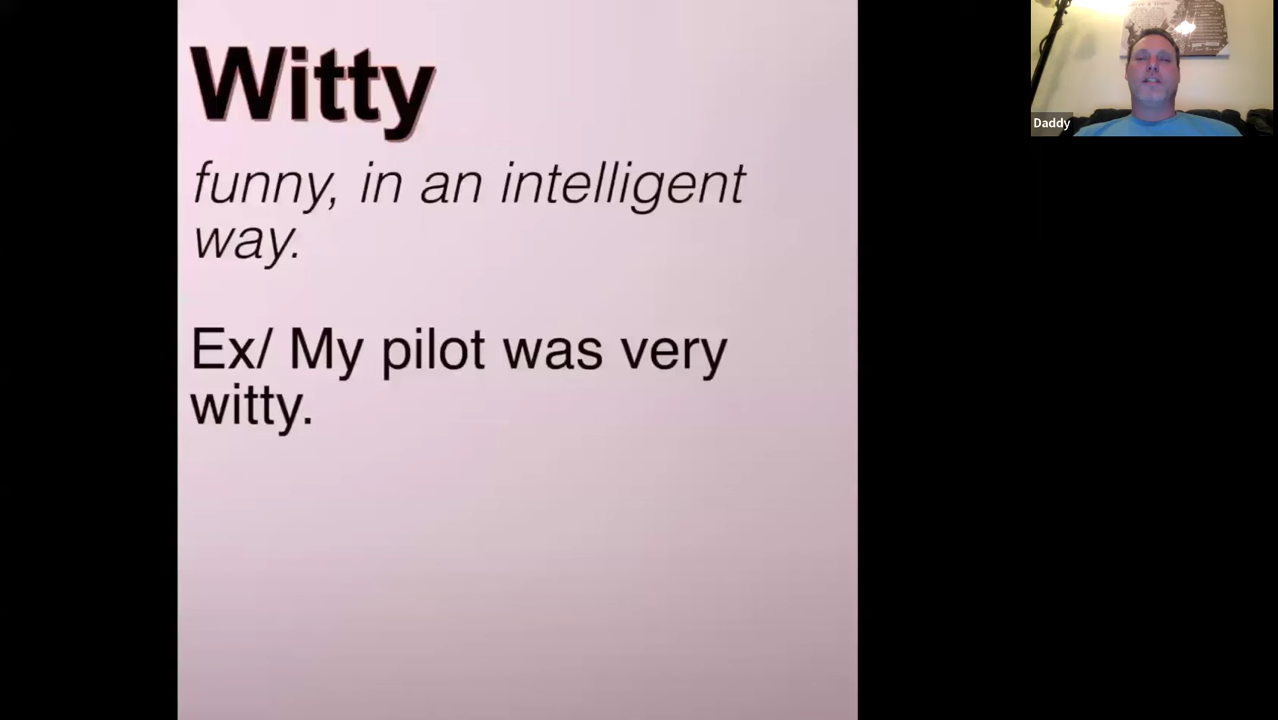 Witty
funny, in an intelligent
way.
Ex/ My pilot was very
witty.
Daddy